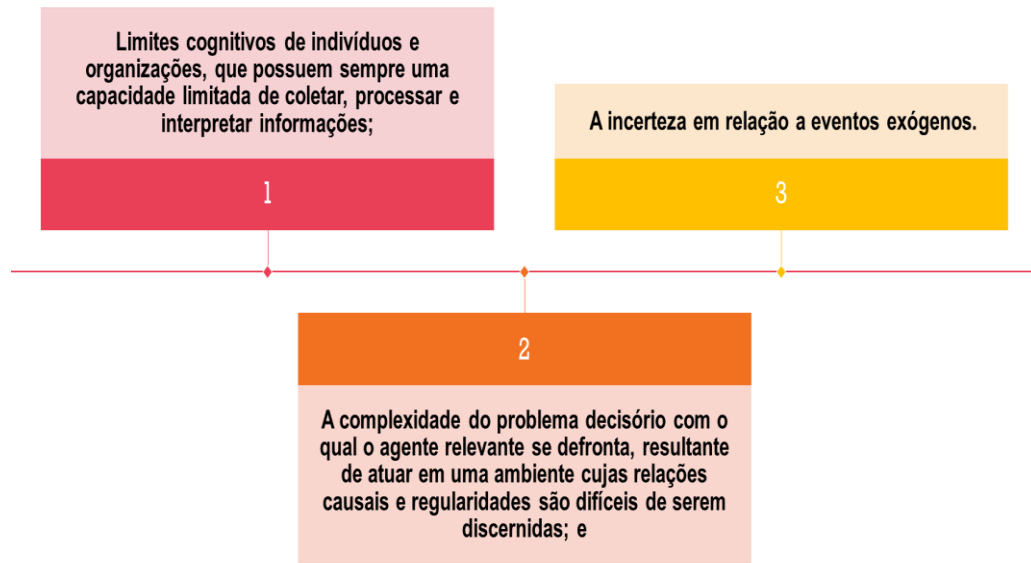 Limites cognitivos de indivíduos e
organizações, que possuem sempre uma
capacidade limitada de coletar, processar e
interpretar informações;
1
2
A complexidade do problema decisório com o
qual o agente relevante se defronta, resultante
de atuar em uma ambiente cujas relações
causais e regularidades são difíceis de serem
discernidas; e
A incerteza em relação a eventos exógenos.
3